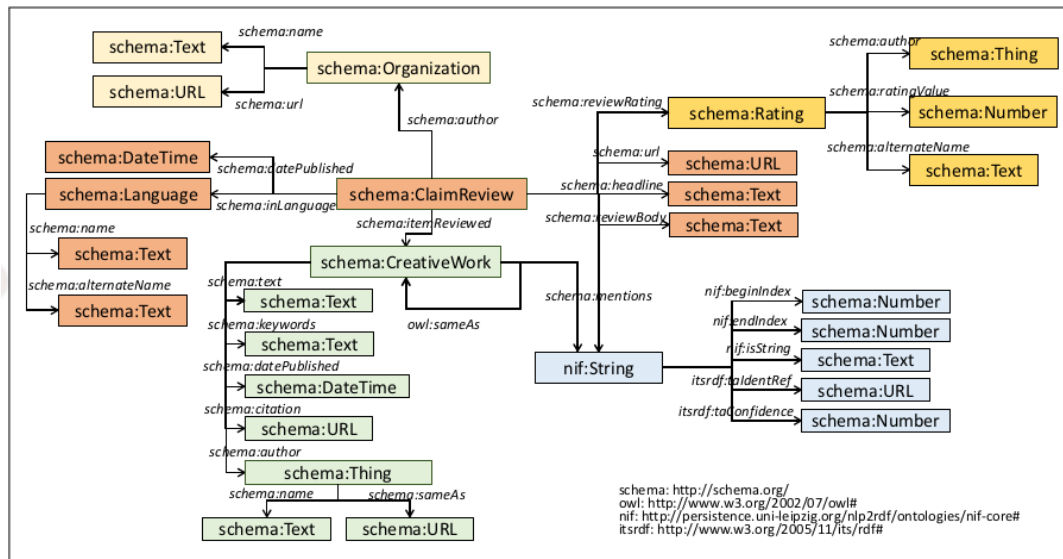 schema:name
schema:Text
schema:Organization
schema:URL
schema:url
schema:author
schema:author
schema:Thing
schema:ratingValue
schema:reviewRating
schema:Rating
schema:Number
schema:alternateName
schema:Text
schema:DateTime
schema:datePublished
schema:Language
schema:inLanguage
schema:ClaimReview
schema:url
schema:URL
schema:headline
schema:Text
schema:reviewBody
schema:Text
schema:name
schema:Text
schema:alternateName
schema:Text
schema:itemReviewed
schema:CreativeWork
schema:text
schema:Text
owl:sameAs
schema:mentions
schema:keywords
schema:Text
schema:datePublished
schema:DateTime
schema:citation
schema:URL
schema:author
schema:Thing
schema:name
schema:sameAs
schema:Text
schema:URL
nif:String
nif:beginIndex
schema:Number
nif:endIndex
schema:Number
nif:isString
schema:Text
itsrdf:taIdentRef
schema:URL
itsrdf:taConfidence
schema:Number
schema: http://schema.org/
owl: http://www.w3.org/2002/07/owl#
nif: http://persistence.uni-leipzig.org/nlp2rdf/ontologies/nif-core#
itsrdf: http://www.w3.org/2005/11/its/rdf#